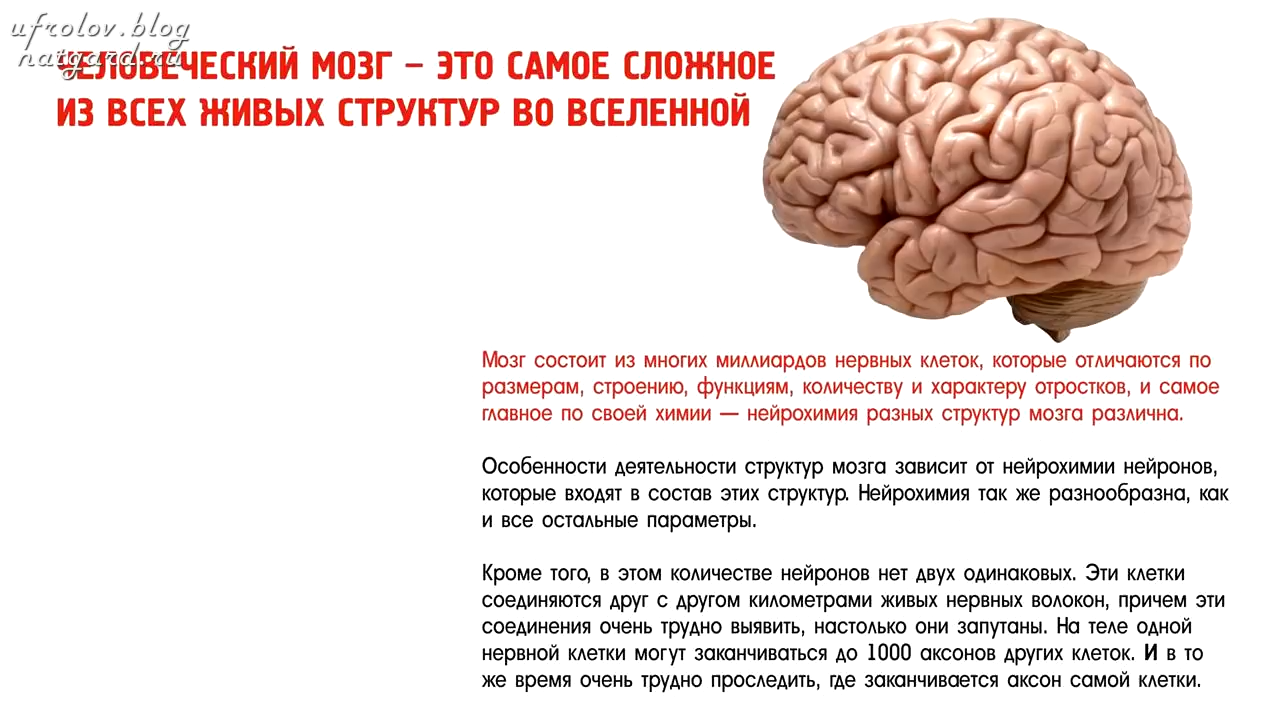 ufrolov.blog
natgard.ru
ЧЕЛОВЕЧЕСКИЙ МОЗГ – ЭТО САМОЕ СЛОЖНОЕ
ИЗ ВСЕХ ЖИВЫХ СТРУКТУР ВО ВСЕЛЕННОЙ
Мозг состоит из многих миллиардов нервных клеток, которые отличаются по
размерам, строению, функциям, количеству и характеру отростков, и самое
главное по своей химии — нейрохимия разных структур мозга различна.
Особенности деятельности структур мозга зависит от нейрохимии нейронов,
которые входят в состав этих структур. Нейрохимия так же разнообразна, как
и все остальные параметры.
Кроме того, в этом количестве нейронов нет двух одинаковых. Эти клетки
соединяются друг с другом километрами живых нервных волокон, причем эти
соединения очень трудно выявить, настолько они запутаны. На теле одной
нервной клетки могут заканчиваться до 1000 аксонов других клеток. И в то
же время очень трудно проследить, где заканчивается аксон самой клетки.